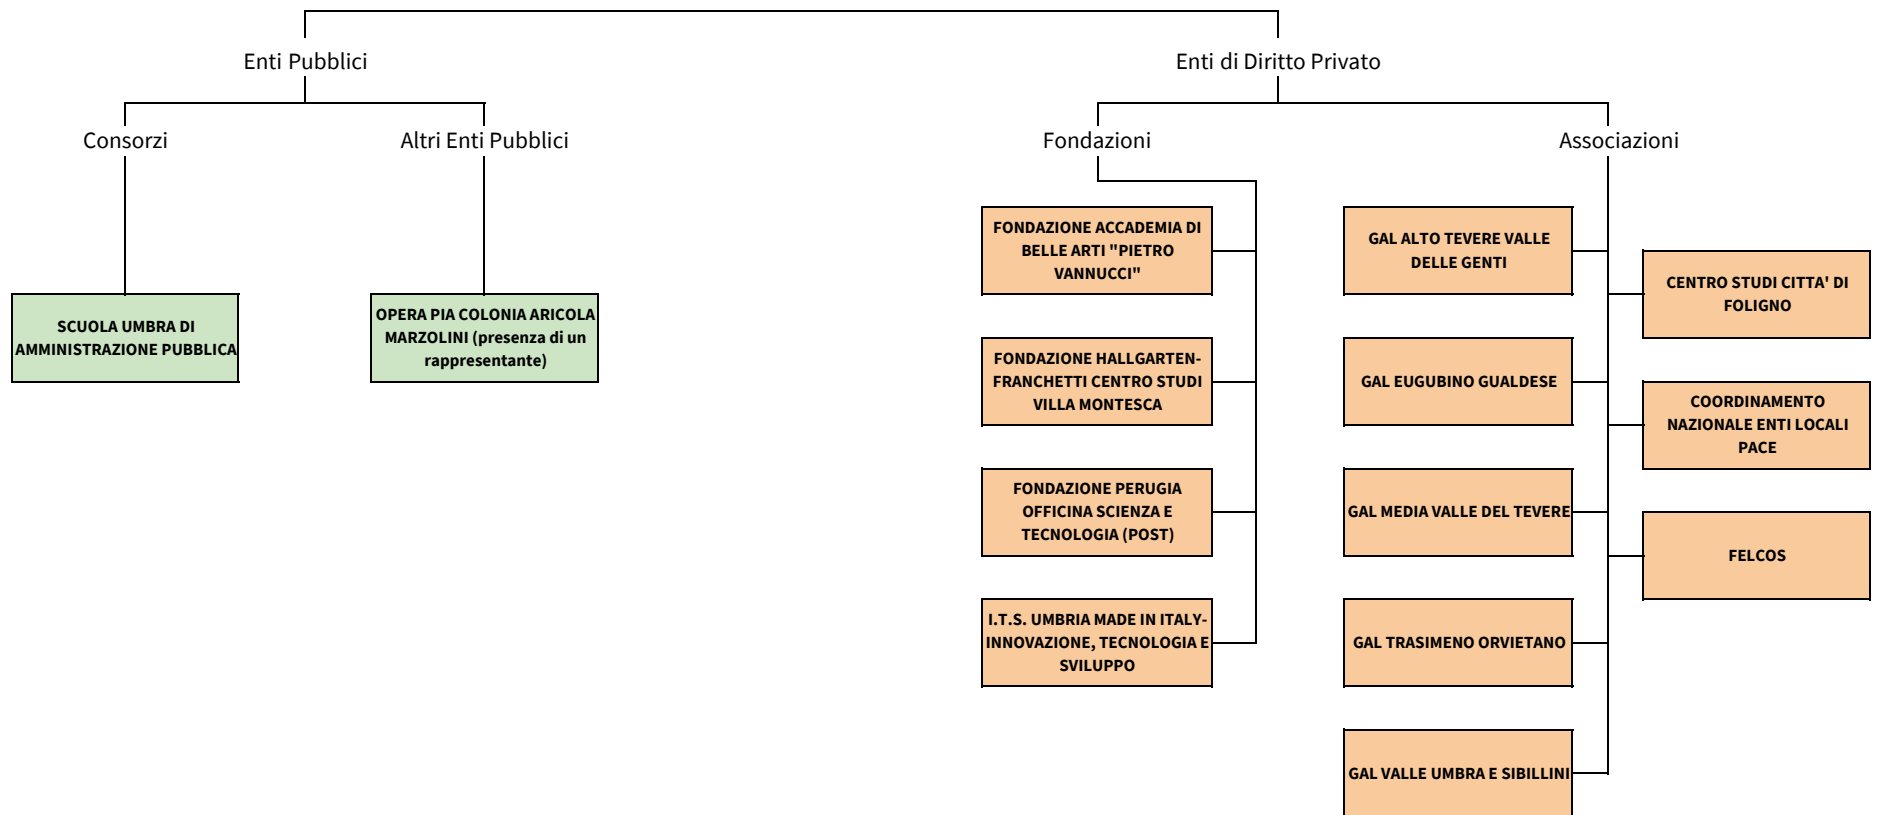 Enti Pubblici
Enti di Diritto Privato
Consorzi
Altri Enti Pubblici
Fondazioni
Associazioni
SCUOLA UMBRA DI
AMMINISTRAZIONE PUBBLICA
OPERA PIA COLONIA ARICOLA
MARZOLINI (presenza di un
rappresentante)
FONDAZIONE ACCADEMIA DI
BELLE ARTI "PIETRO
VANNUCCI"
FONDAZIONE HALLGARTEN-
FRANCHETTI CENTRO STUDI
VILLA MONTESCA
FONDAZIONE PERUGIA
OFFICINA SCIENZA E
TECNOLOGIA (POST)
I.T.S. UMBRIA MADE IN ITALY-
INNOVAZIONE, TECNOLOGIA E
SVILUPPO
GAL ALTO TEVERE VALLE
DELLE GENTI
GAL EUGUBINO GUALDESE
GAL MEDIA VALLE DEL TEVERE
GAL TRASIMENO ORVIETANO
GAL VALLE UMBRA E SIBILLINI
CENTRO STUDI CITTA' DI
FOLIGNO
COORDINAMENTO
NAZIONALE ENTI LOCALI
PACE
FELCOS